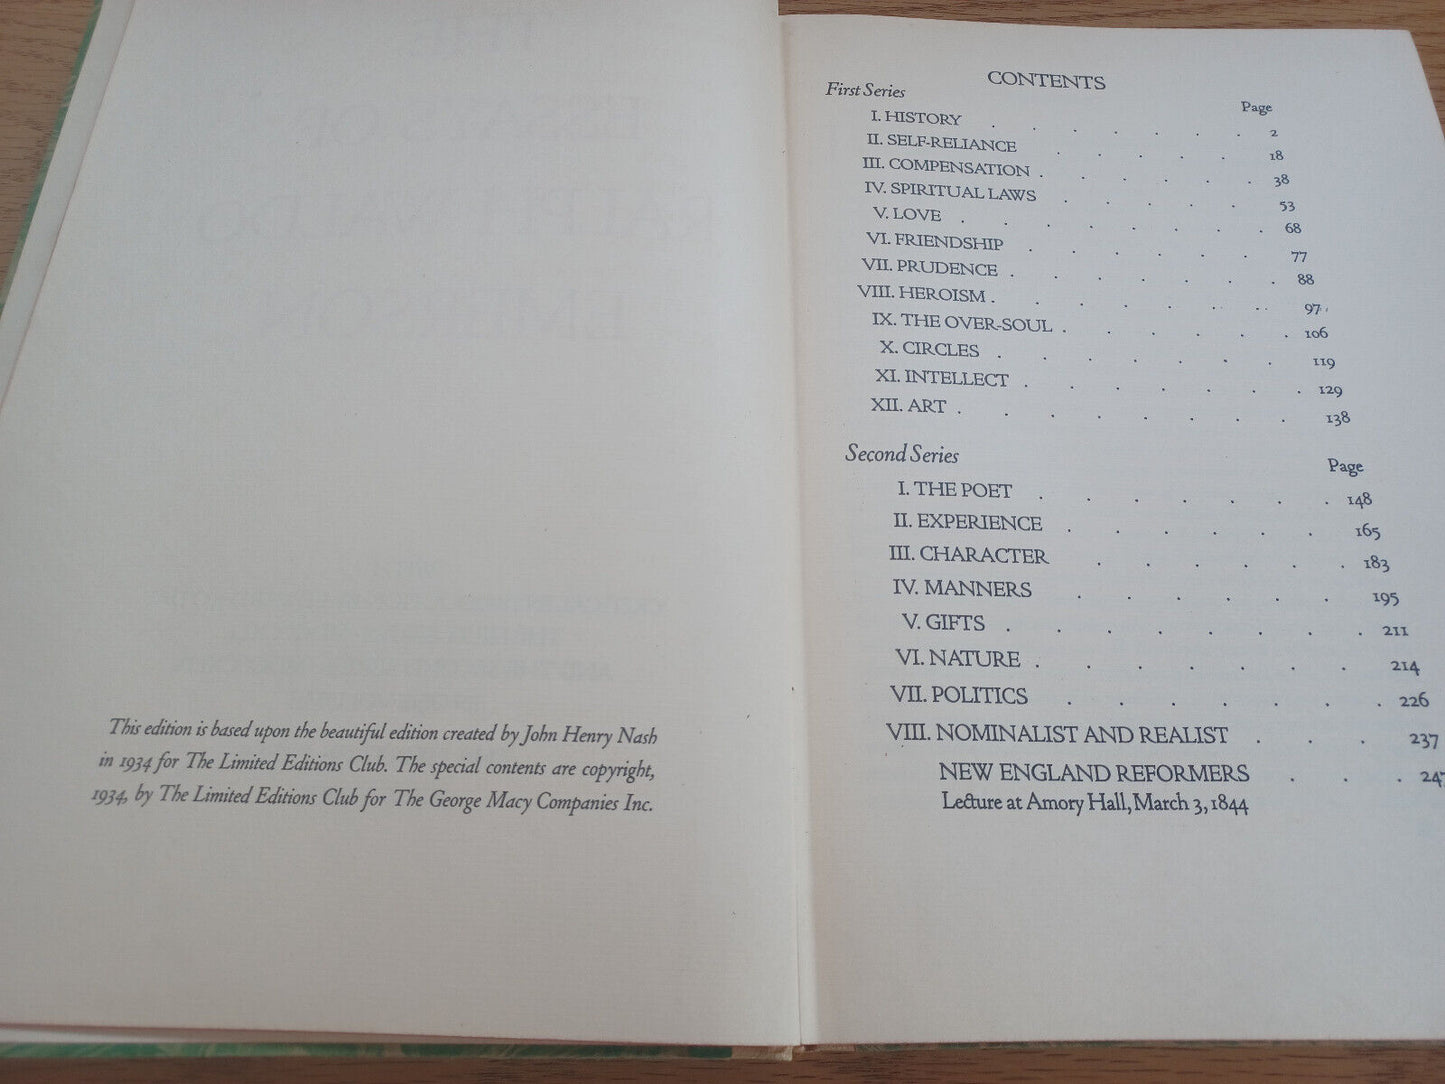 This edition is based upon the beautiful edition created by John Henry Nash
in 1934 for The Limited Editions Club. The special contents are copyright,
1934, by The Limited Editions Club for The George Macy Companies Inc.
CONTENTS
First Series Page
I. HISTORY . . . . . . . 2
II. SELF-RELIANCE . . . . . 18
III. COMPENSATION . . . . . . 38
IV. SPIRITUAL LAWS . . . . . 53
V. LOVE . . . . . . . . 68
VI. FRIENDSHIP . . . . . . 77
VII. PRUDENCE . . . . . . . 88
VIII. HEROISM . . . . . . . 97
IX. THE OVER-SOUL . . . . . . 106
X. CIRCLES . . . . . . . 119
XI. INTELLECT . . . . . . . 129
XII. ART . . . . . . . . 138
Second Series Page
I. THE POET . . . . . . . 148
II. EXPERIENCE . . . . . . 165
III. CHARACTER . . . . . . 183
IV. MANNERS . . . . . . 195
V. GIFTS . . . . . . . . 211
VI. NATURE . . . . . . . 214
VII. POLITICS . . . . . . . . 226
VIII. NOMINALIST AND REALIST . . . 237
NEW ENGLAND REFORMERS . . . 247
Lecture at Amory Hall, March 3, 1844